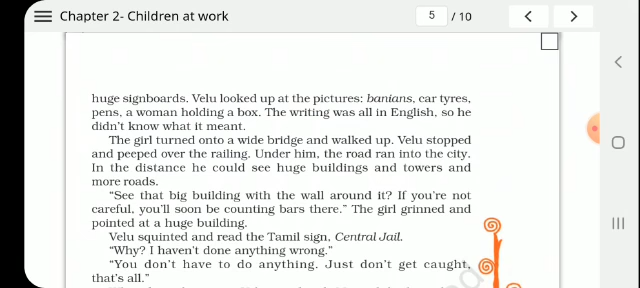 Chapter 2- Children at work
5 / 10
huge signboards. Velu looked up at the pictures: banians, car tyres,
pens, a woman holding a box. The writing was all in English, so he
didn't know what it meant.
The girl turned onto a wide bridge and walked up. Velu stopped
and peeped over the railing. Under him, the road ran into the city.
In the distance he could see huge buildings and towers and
more roads.
"See that big building with the wall around it? If you're not
careful, you'll soon be counting bars there." The girl grinned and
pointed at a huge building.
Velu squinted and read the Tamil sign, Central Jail.
"Why? I haven't done anything wrong."
"You don't have to do anything. Just don't get caught,
that's all."